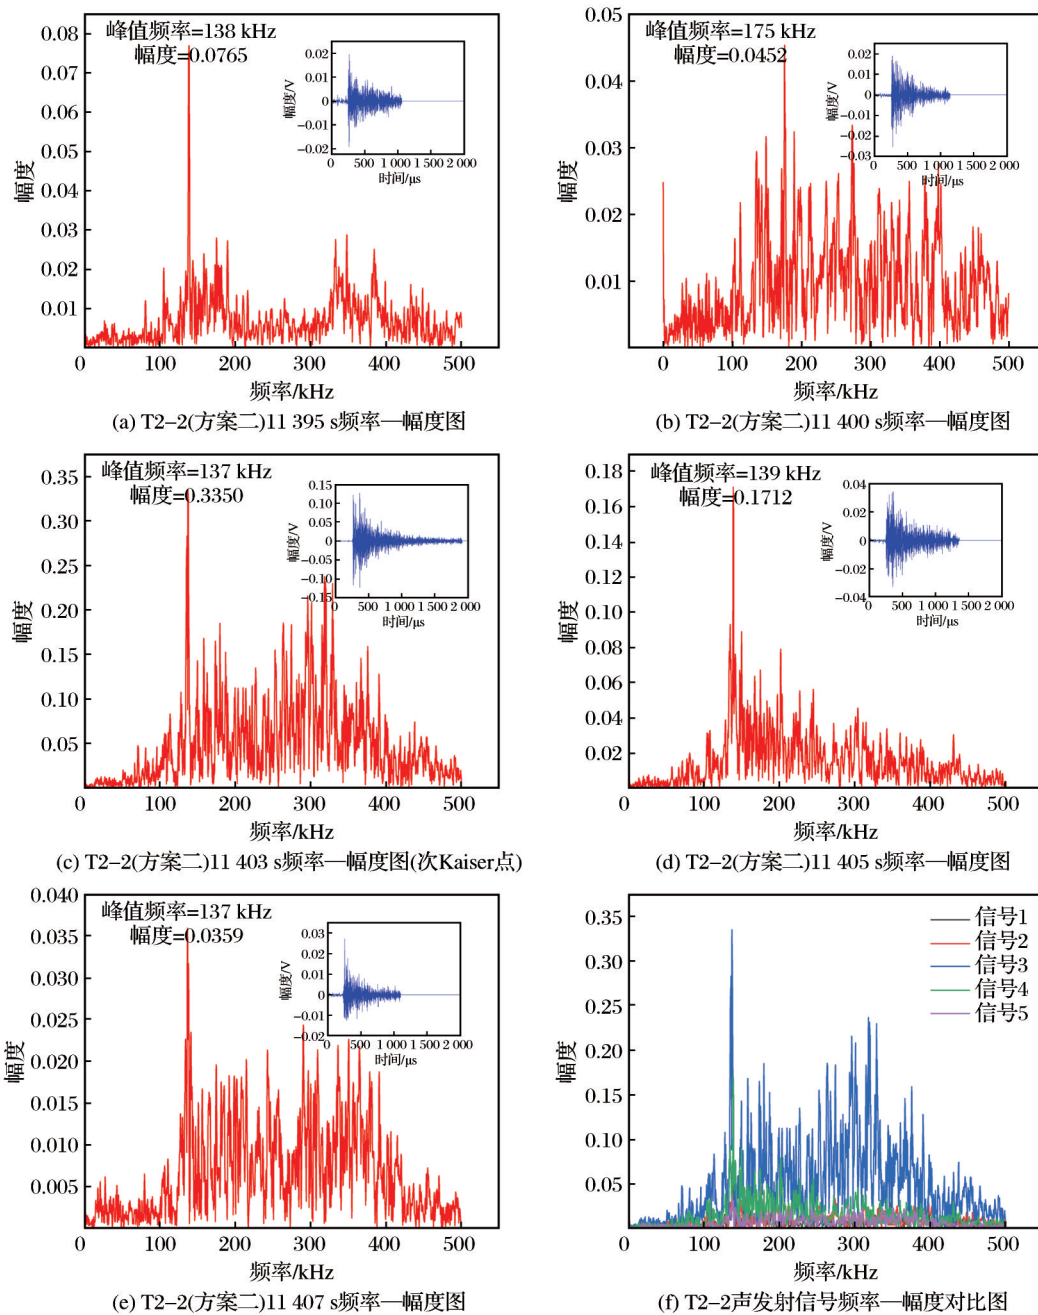 峰值频率=138 kHz
幅度=0.0765
0.08
0.07
0.06
0.05
0.04
0.03
0.02
0.01
幅度
0 100 200 300 400 500
频率/kHz
0.02
0.01
0
−0.01
−0.02
幅度/V
0 500 1 000 1 500 2 000
时间/μs
(a) T2−2(方案二)11 395 s频率—幅度图
峰值频率=175 kHz
幅度=0.0452
0.05
0.04
0.03
0.02
0.01
幅度
0 100 200 300 400 500
频率/kHz
0.02
0.01
0
−0.01
−0.02
−0.03
幅度/V
0 500 1 000 1 500 2 000
时间/μs
(b) T2−2(方案二)11 400 s频率—幅度图
峰值频率=137 kHz
幅度=0.3350
0.35
0.30
0.25
0.20
0.15
0.10
0.05
幅度
0 100 200 300 400 500
频率/kHz
0.15
0.10
0.05
0
−0.05
−0.10
−0.15
幅度/V
0 500 1 000 1 500 2 000
时间/μs
(c) T2−2(方案二)11 403 s频率—幅度图(次Kaiser点)
峰值频率=139 kHz
幅度=0.1712
0.18
0.16
0.14
0.12
0.10
0.08
0.06
0.04
0.02
幅度
0 100 200 300 400 500
频率/kHz
0.04
0.02
0
−0.02
−0.04
幅度/V
0 500 1 000 1 500 2 000
时间/μs
(d) T2−2(方案二)11 405 s频率—幅度图
峰值频率=137 kHz
幅度=0.0359
0.040
0.035
0.030
0.025
0.020
0.015
0.010
0.005
幅度
0 100 200 300 400 500
频率/kHz
0.03
0.02
0.01
0
−0.01
−0.02
幅度/V
0 500 1 000 1 500 2 000
时间/μs
(e) T2−2(方案二)11 407 s频率—幅度图
信号1
信号2
信号3
信号4
信号5
0.35
0.30
0.25
0.20
0.15
0.10
0.05
幅度
0 100 200 300 400 500
频率/kHz
(f) T2−2声发射信号频率—幅度对比图